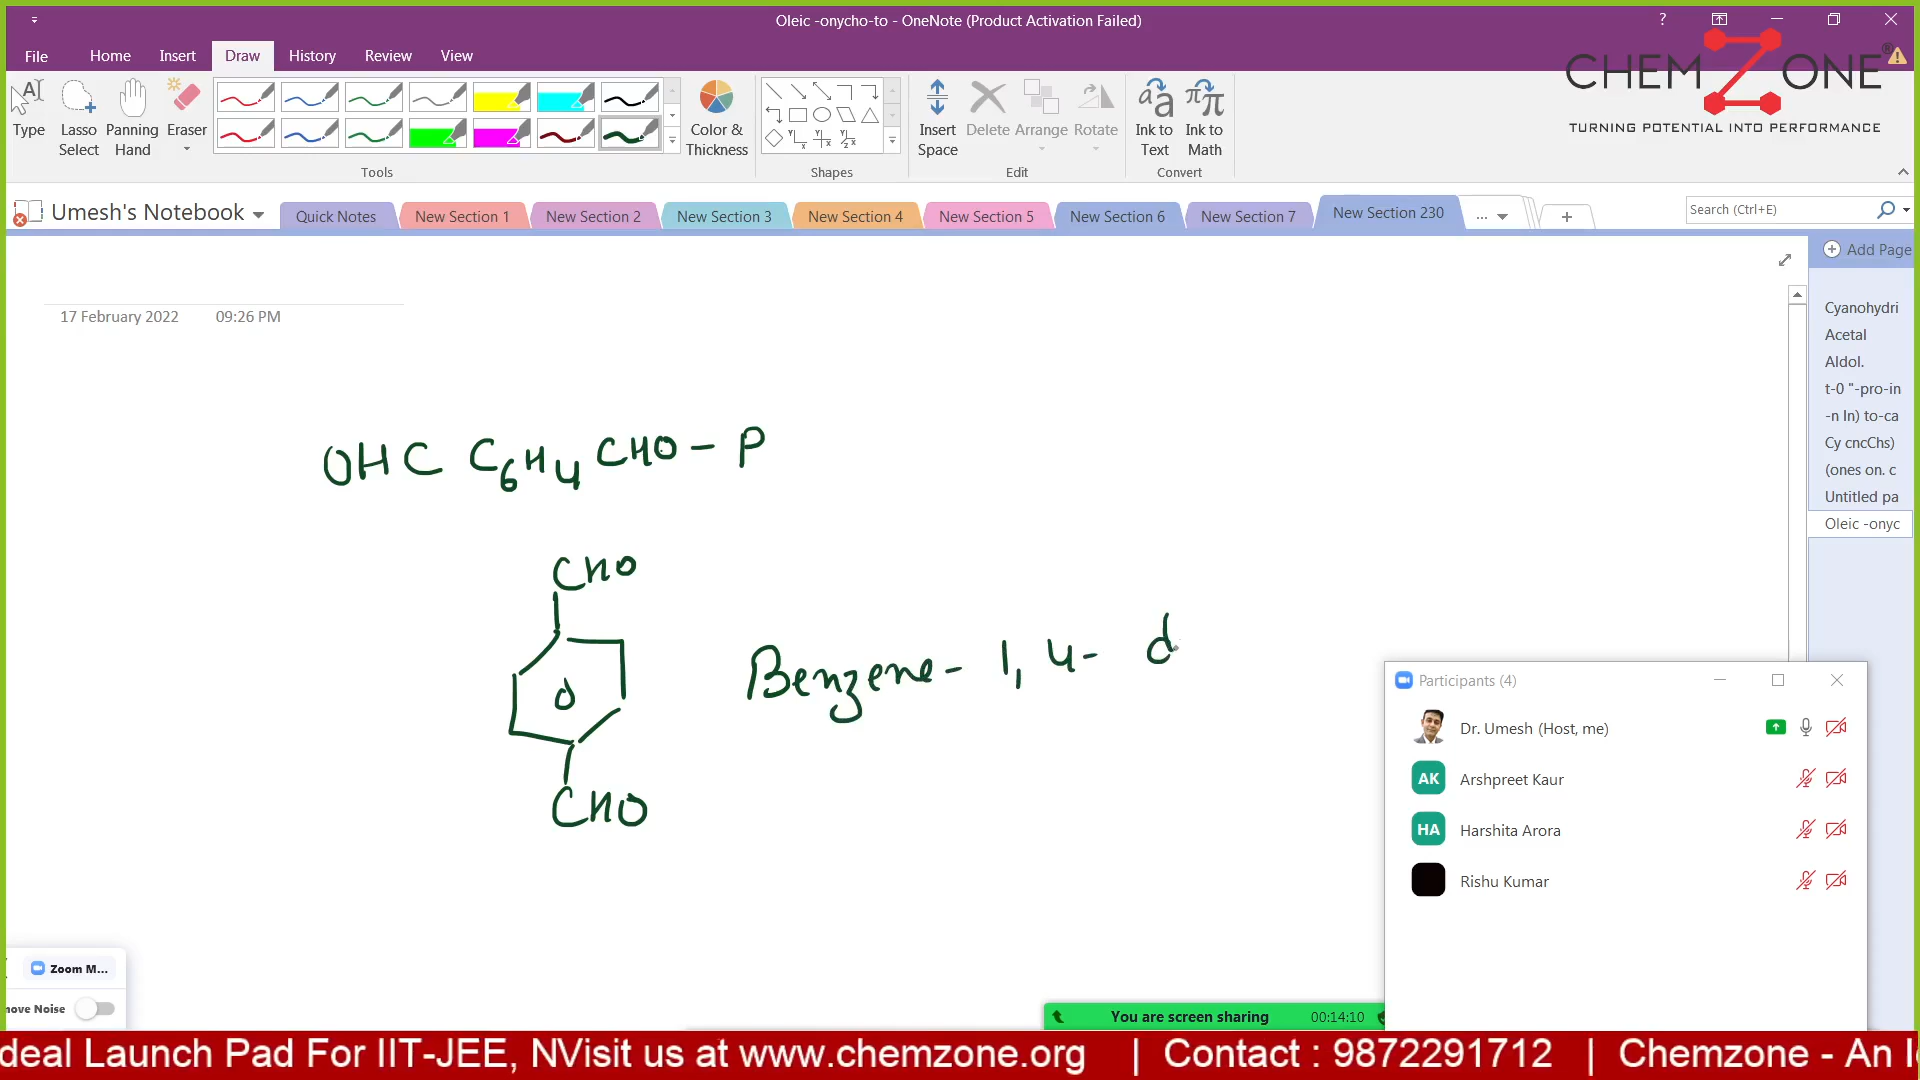 Oleic -onycho-to - OneNote (Product Activation Failed)
File Home Insert Draw History Review View
CHEMZONE®
TURNING POTENTIAL INTO PERFORMANCE
Type
Lasso Select
Panning Hand
Eraser
Color & Thickness
Insert Space
Delete
Arrange
Rotate
Ink to Text
Ink to Math
Tools Shapes Edit Convert
Umesh's Notebook
Quick Notes New Section 1 New Section 2 New Section 3 New Section 4 New Section 5 New Section 6 New Section 7 New Section 230 ...
Search (Ctrl+E)
Add Page
17 February 2022 09:26 PM
Cyanohydri
Acetal
Aldol.
t-0 "-pro-in
-n In) to-ca
Cy cncChs)
(ones on. c
Untitled pa
Oleic -onyc
OHC C6H4 CHO - P
CHO
Benzene - 1, 4 - d
CHO
Participants (4)
Dr. Umesh (Host, me)
AK Arshpreet Kaur
HA Harshita Arora
Rishu Kumar
Zoom M...
nove Noise
You are screen sharing 00:14:10
deal Launch Pad For IIT-JEE, NVisit us at www.chemzone.org | Contact : 9872291712 | Chemzone - An Id